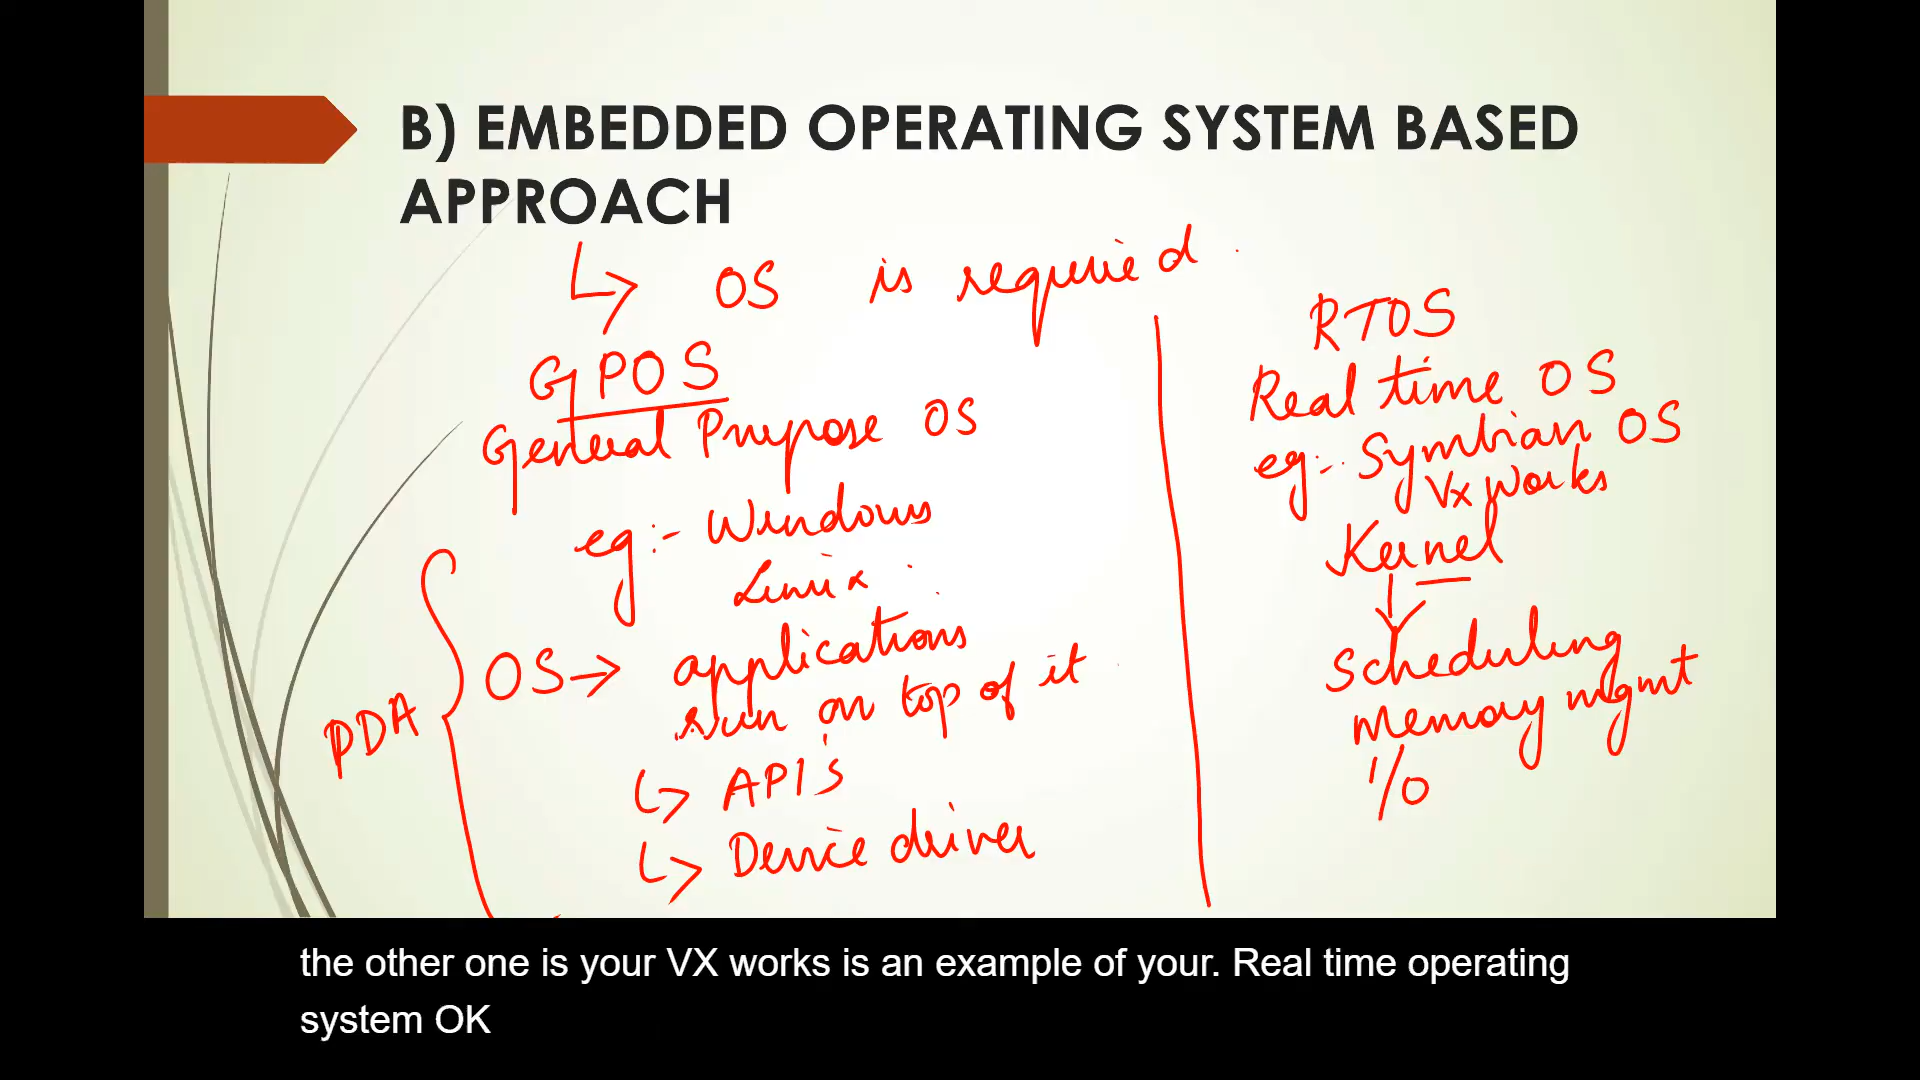 B) EMBEDDED OPERATING SYSTEM BASED
APPROACH
OS is required.
GPOS
General Purpose OS
eg:- Windows
Linux
PDA
OS → applications
run on top of it
↳ API's
↳ Device driver
RTOS
Real time OS
eg:- Symbian OS
Vx Works
Kernel
Scheduling
Memory mgmt
I/O
the other one is your VX works is an example of your. Real time operating
system OK